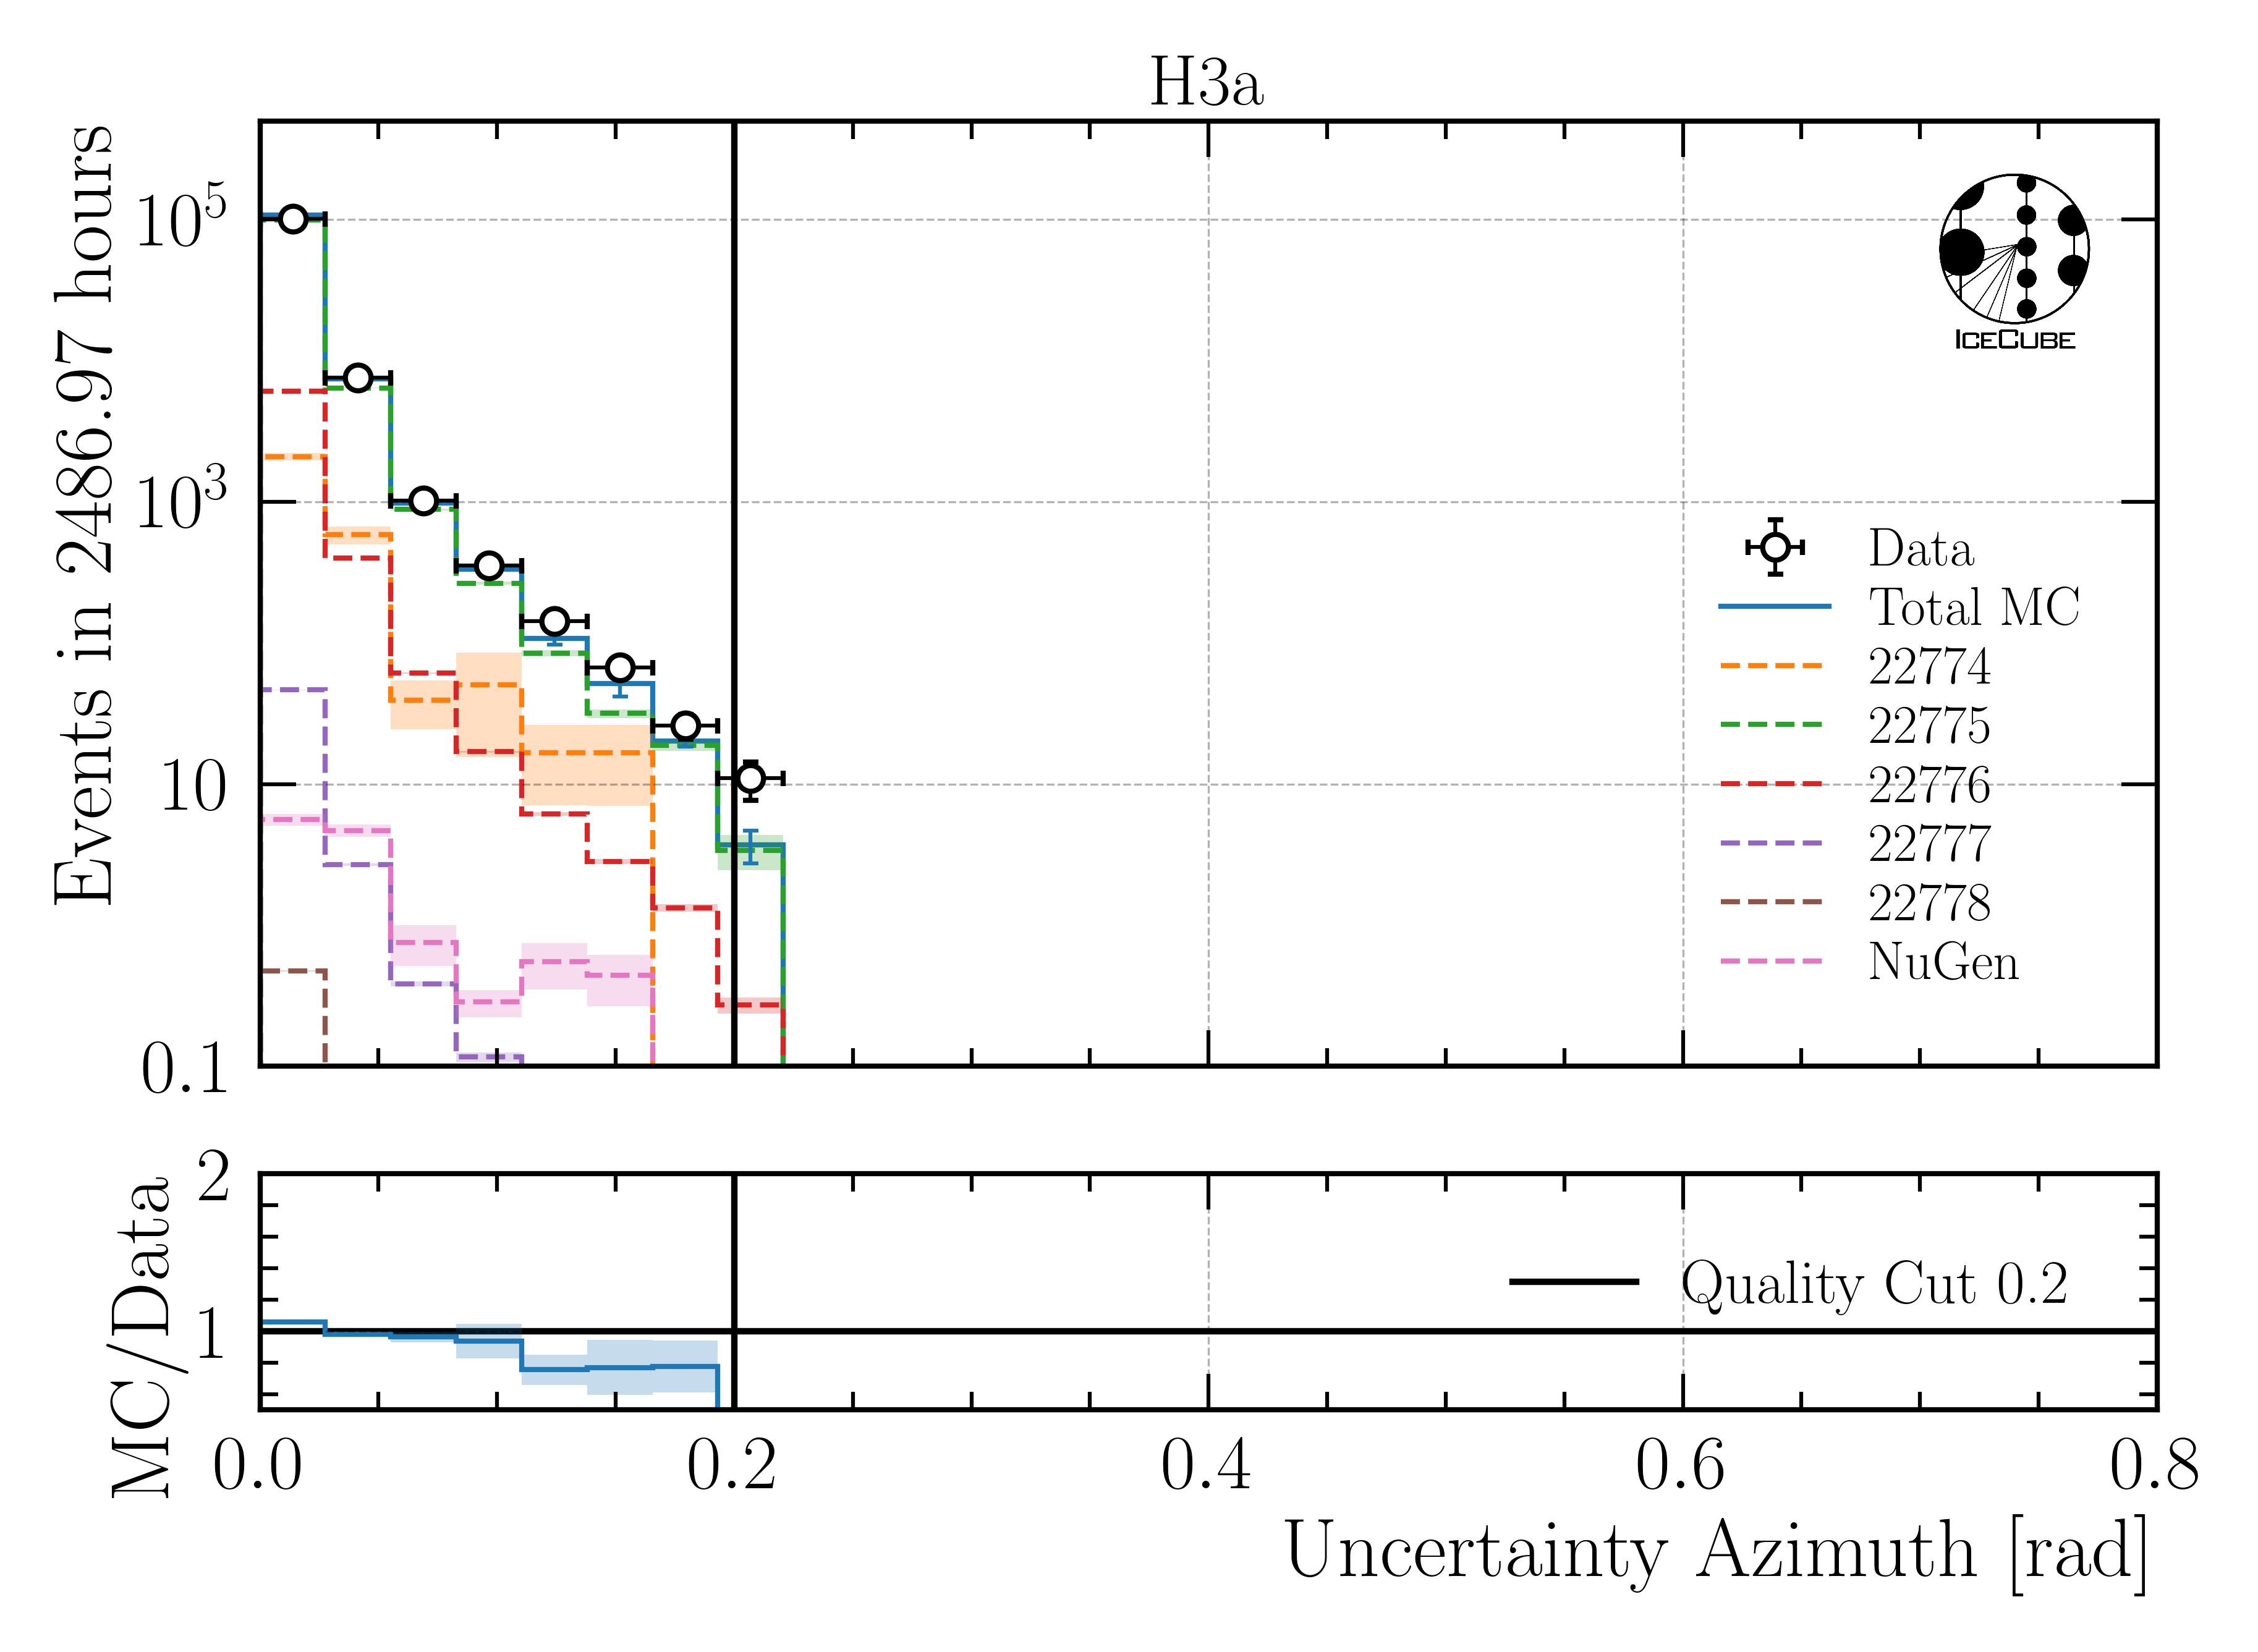 H3a
Events in 2486.97 hours
10^5
10^3
10
0.1
ICECUBE
Data
Total MC
22774
22775
22776
22777
22778
NuGen
MC/Data
2
1
Quality Cut 0.2
0.0 0.2 0.4 0.6 0.8
Uncertainty Azimuth [rad]